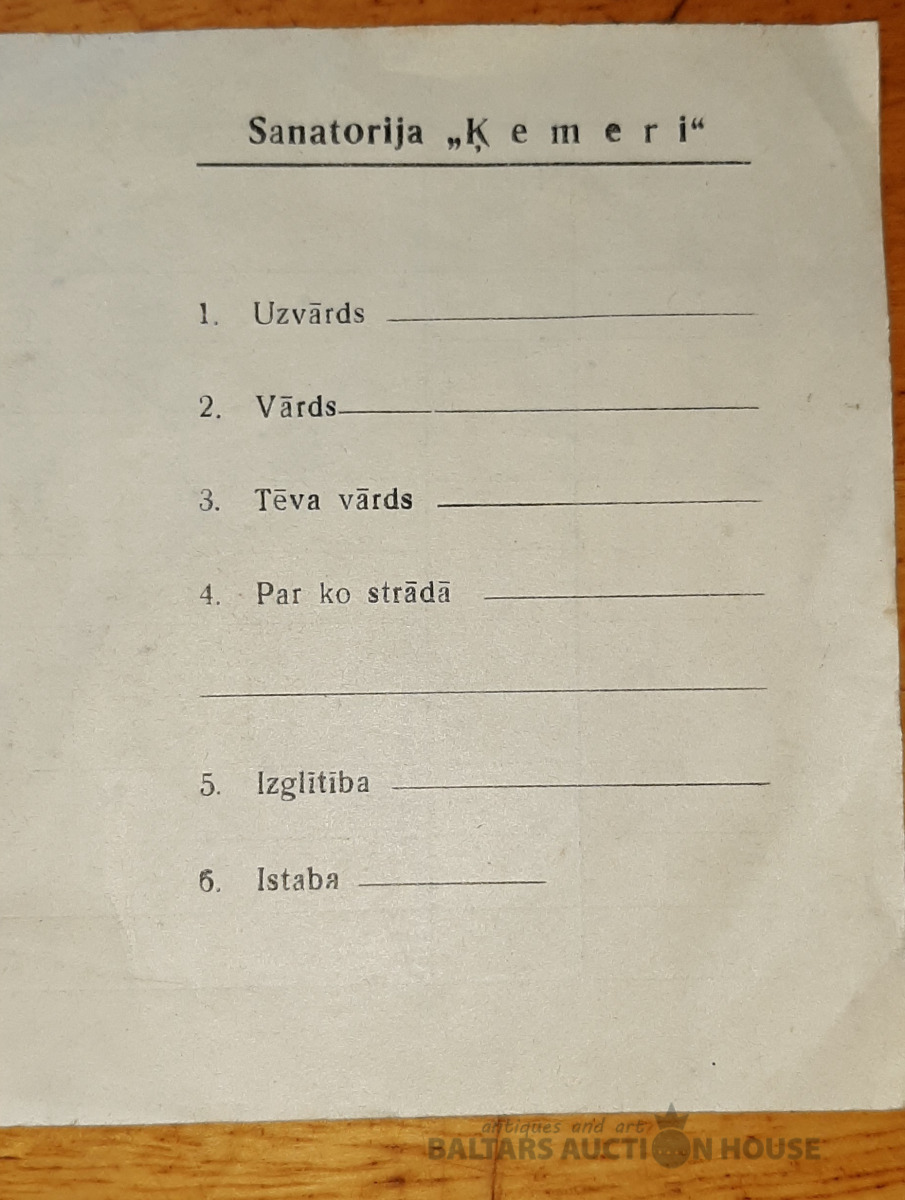 Sanatorija „Ķemeri“
1. Uzvārds
2. Vārds
3. Tēva vārds
4. Par ko strādā
5. Izglītība
6. Istaba
antiques and art
BALTARS AUCTION HOUSE